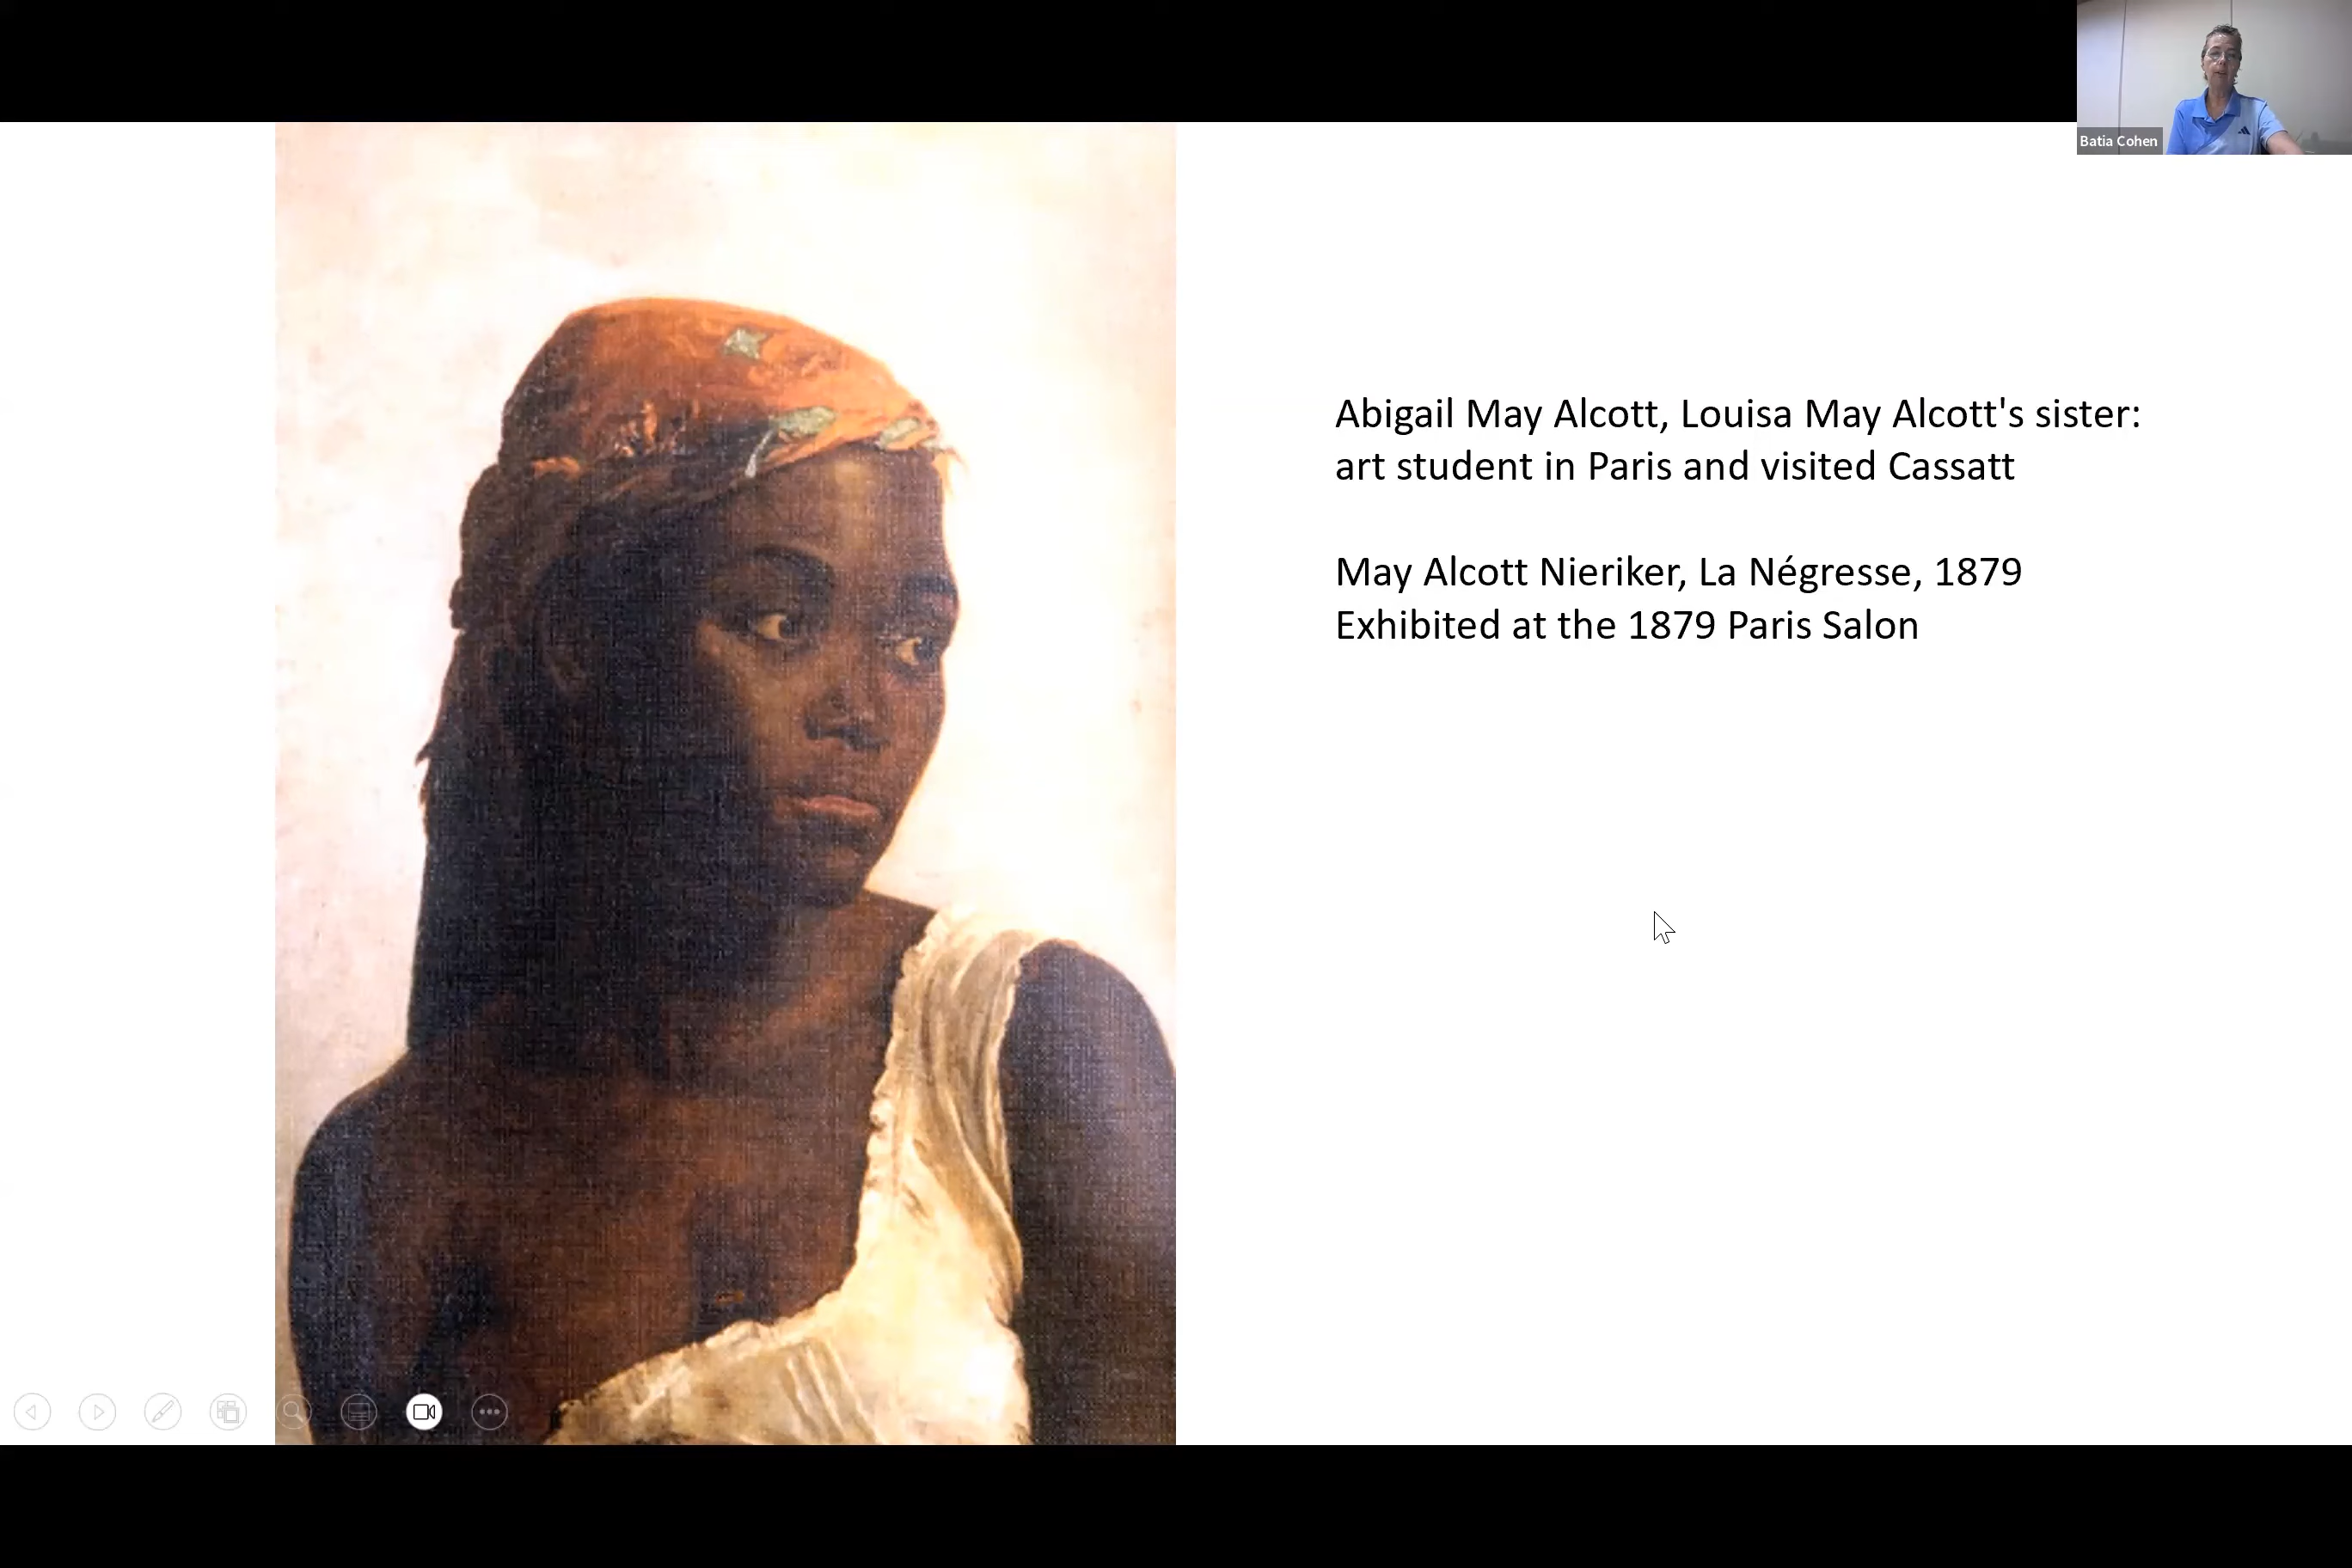 Batia Cohen
Abigail May Alcott, Louisa May Alcott's sister:
art student in Paris and visited Cassatt
May Alcott Nieriker, La Négresse, 1879
Exhibited at the 1879 Paris Salon